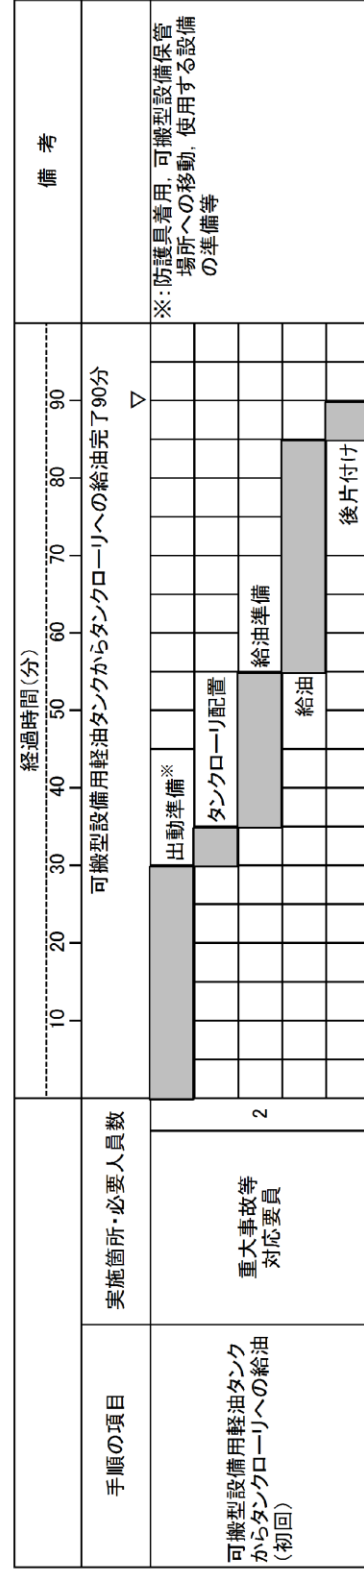 経過時間(分)
備 考
10 20 30 40 50 60 70 80 90
手順の項目
実施箇所・必要人員数
可搬型設備用軽油タンクからタンクローリへの給油完了90分
▽
可搬型設備用軽油タンク
からタンクローリへの給油
(初回)
重大事故等
対応要員
2
出動準備※
タンクローリ配置
給油準備
給油
後片付け
※:防護具着用,可搬型設備保管
場所への移動,使用する設備
の準備等